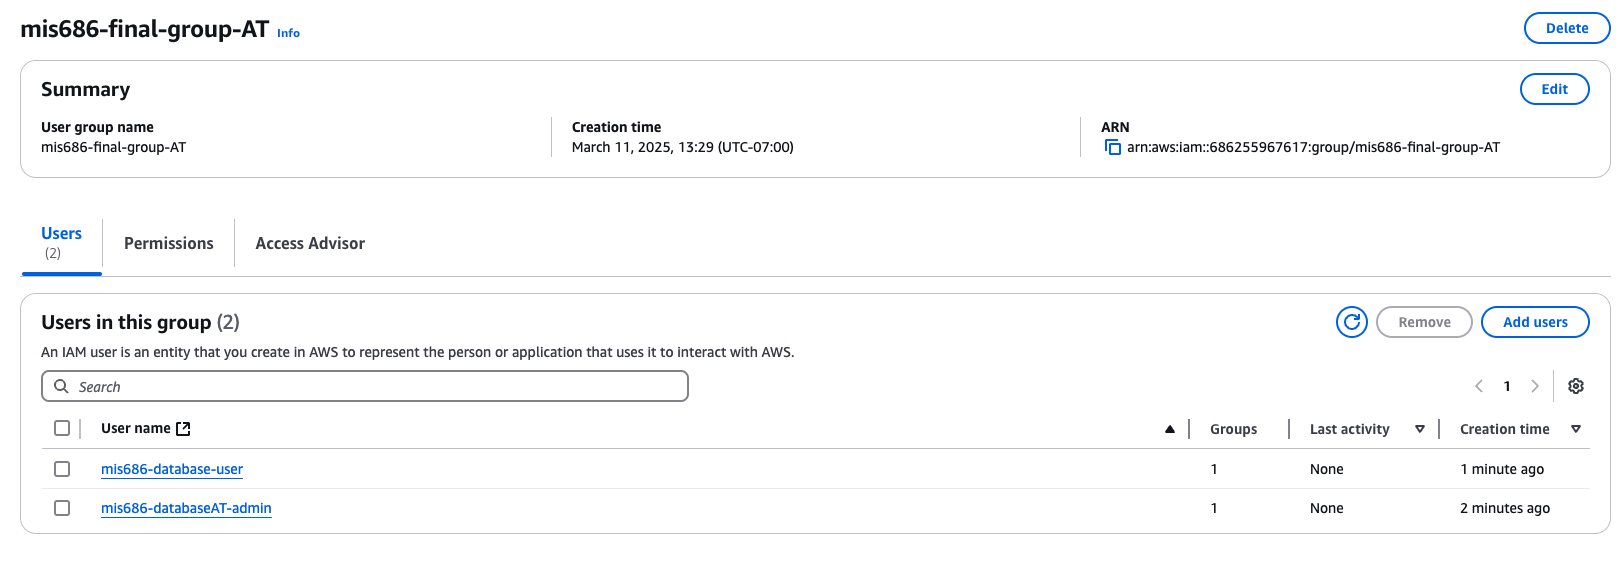 mis686-final-group-AT Info
Delete
Summary
Edit
User group name
mis686-final-group-AT
Creation time
March 11, 2025, 13:29 (UTC-07:00)
ARN
arn:aws:iam::686255967617:group/mis686-final-group-AT
Users
(2)
Permissions
Access Advisor
Users in this group (2)
Remove
Add users
An IAM user is an entity that you create in AWS to represent the person or application that uses it to interact with AWS.
Search
1
User name Groups Last activity Creation time
mis686-database-user 1 None 1 minute ago
mis686-databaseAT-admin 1 None 2 minutes ago